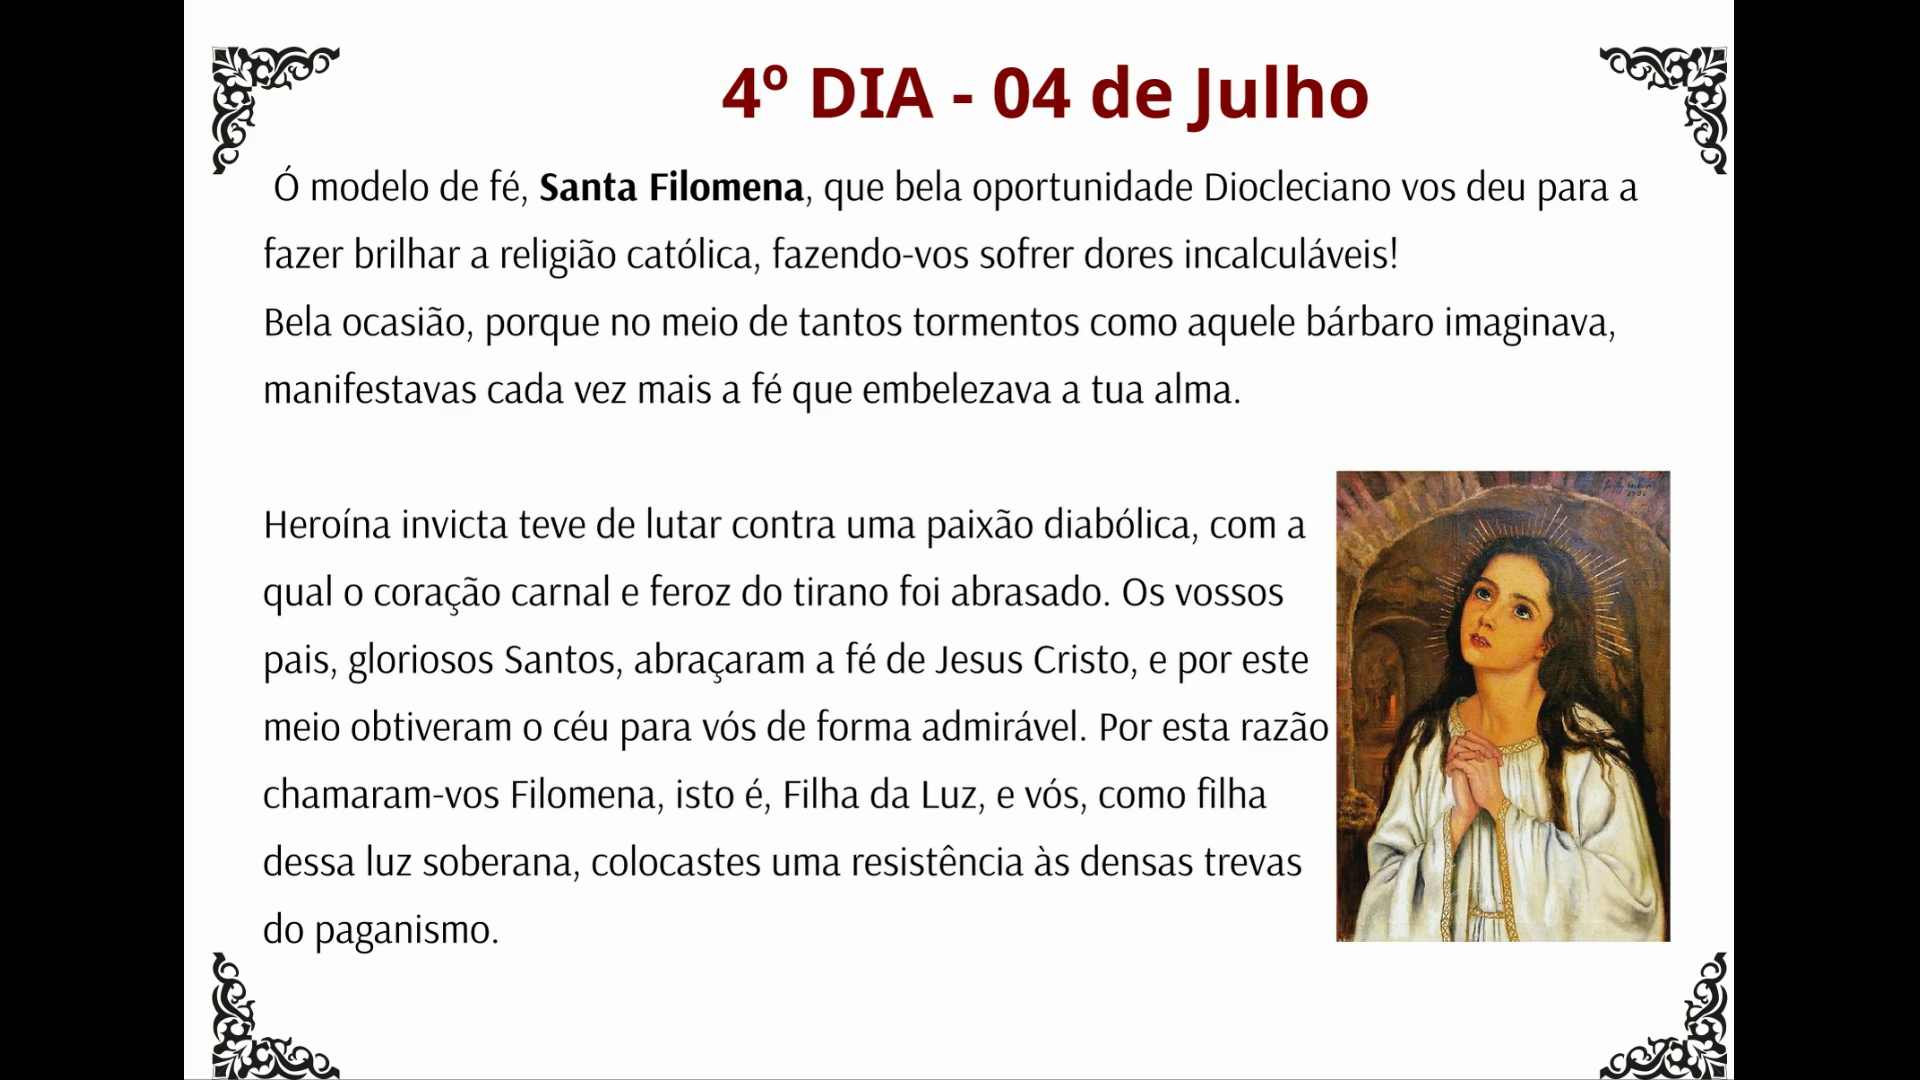 4º DIA - 04 de Julho
Ó modelo de fé, Santa Filomena, que bela oportunidade Diocleciano vos deu para a
fazer brilhar a religião católica, fazendo-vos sofrer dores incalculáveis!
Bela ocasião, porque no meio de tantos tormentos como aquele bárbaro imaginava,
manifestavas cada vez mais a fé que embelezava a tua alma.
Heroína invicta teve de lutar contra uma paixão diabólica, com a
qual o coração carnal e feroz do tirano foi abrasado. Os vossos
pais, gloriosos Santos, abraçaram a fé de Jesus Cristo, e por este
meio obtiveram o céu para vós de forma admirável. Por esta razão
chamaram-vos Filomena, isto é, Filha da Luz, e vós, como filha
dessa luz soberana, colocastes uma resistência às densas trevas
do paganismo.